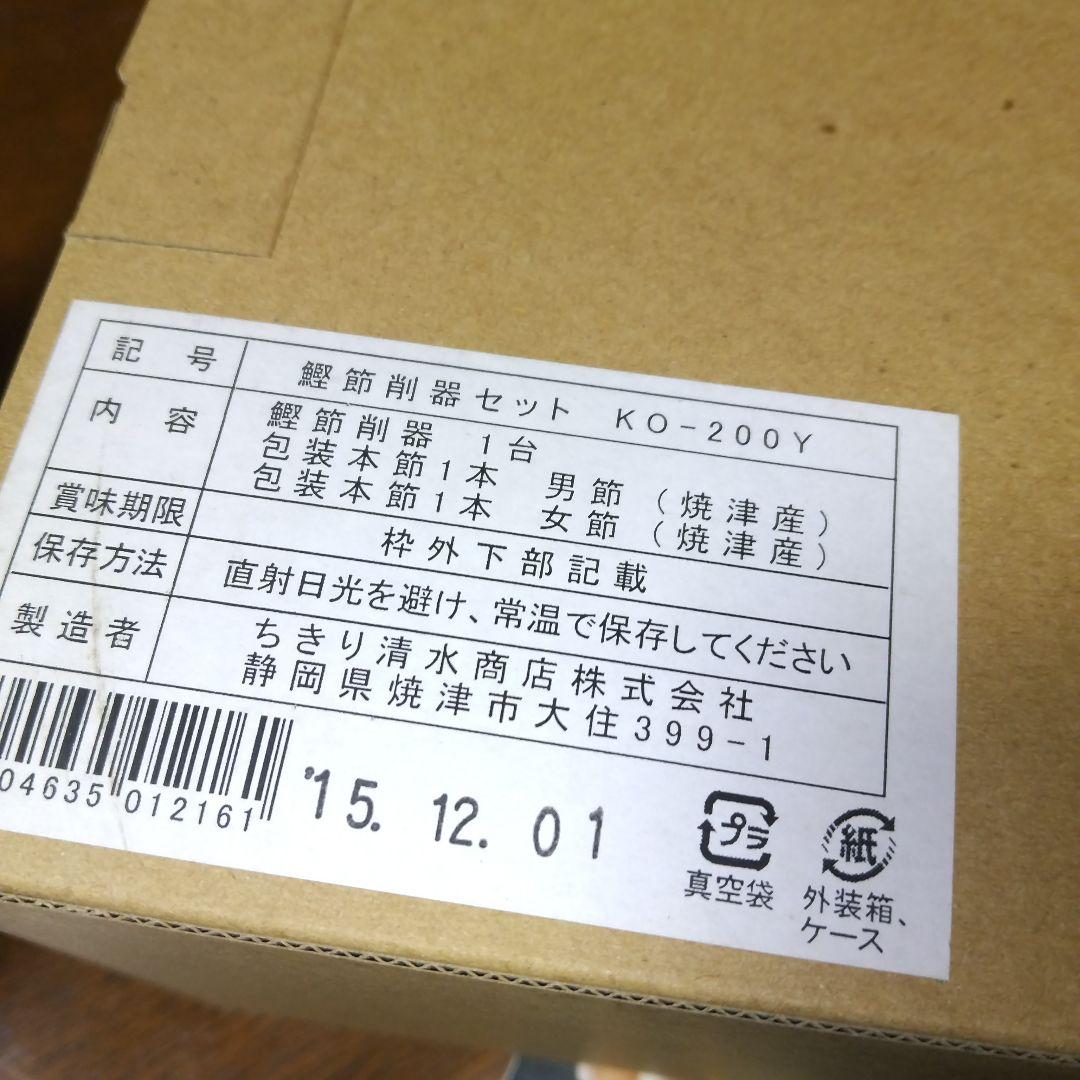 記号 鰹節削器セット KO-200Y
内容 鰹節削器 1台
包装本節1本 男節 (焼津産)
包装本節1本 女節 (焼津産)
賞味期限 枠外下部記載
保存方法 直射日光を避け、常温で保存してください
製造者 ちきり清水商店株式会社
静岡県焼津市大住399-1
04635 012161
'15. 12. 01
プラ
真空袋
紙
外装箱、
ケース